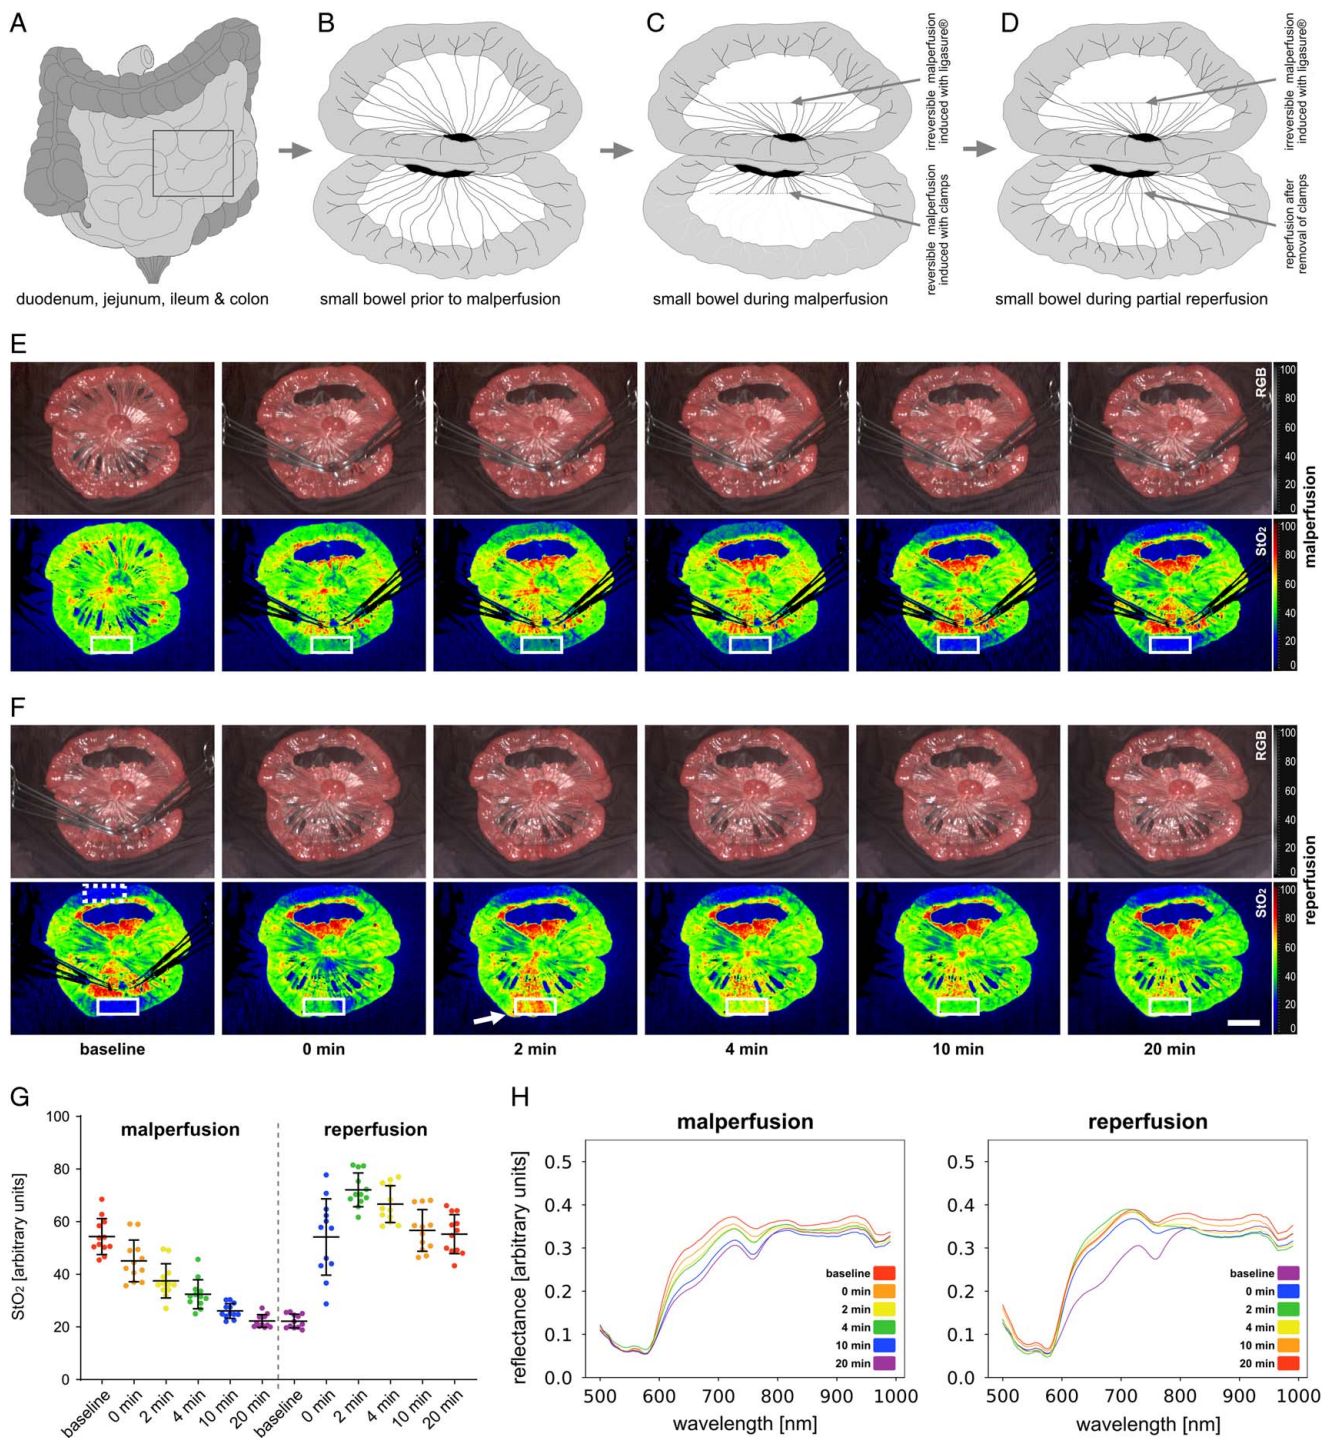 A
B
C
D
irreversible malperfusion
induced with ligasure®
reversible malperfusion
induced with clamps
irreversible malperfusion
induced with ligasure®
reperfusion after
removal of clamps
duodenum, jejunum, ileum & colon
small bowel prior to malperfusion
small bowel during malperfusion
small bowel during partial reperfusion
E
RGB
100
80
60
40
20
0
StO2
100
80
60
40
20
0
malperfusion
F
RGB
100
80
60
40
20
0
StO2
100
80
60
40
20
0
reperfusion
baseline 0 min 2 min 4 min 10 min 20 min
G
StO2 [arbitrary units]
100
80
60
40
20
0
malperfusion reperfusion
baseline 0 min 2 min 4 min 10 min 20 min baseline 0 min 2 min 4 min 10 min 20 min
H
malperfusion
reflectance [arbitrary units]
0.5
0.4
0.3
0.2
0.1
0.0
baseline
0 min
2 min
4 min
10 min
20 min
500 600 700 800 900 1000
wavelength [nm]
reperfusion
0.5
0.4
0.3
0.2
0.1
0.0
baseline
0 min
2 min
4 min
10 min
20 min
500 600 700 800 900 1000
wavelength [nm]